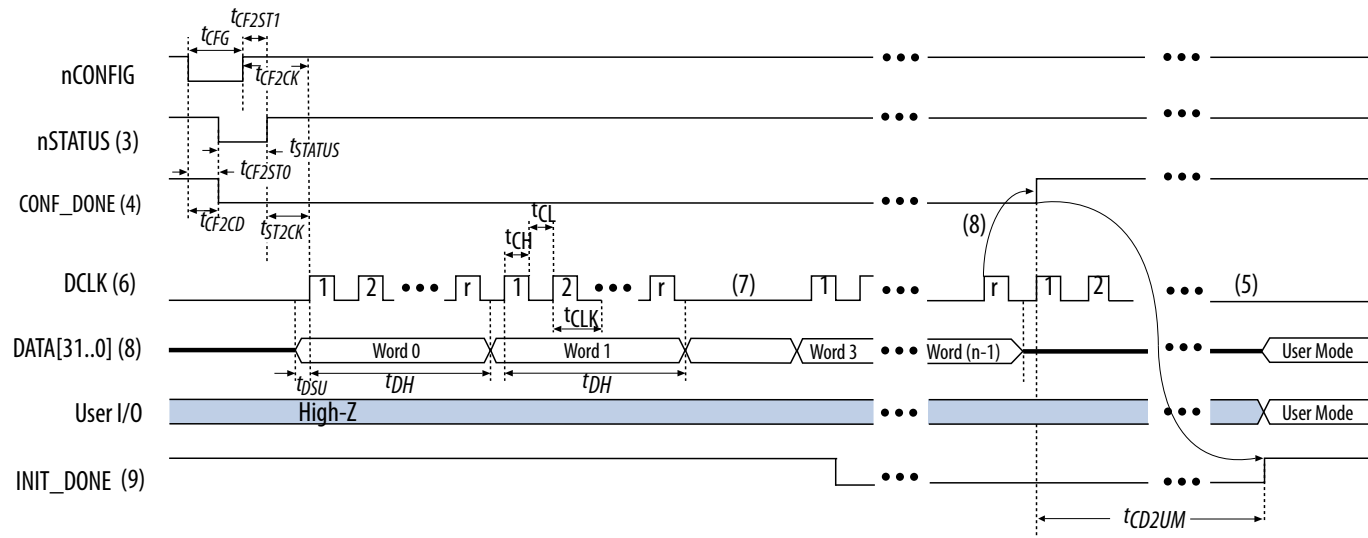 tCF2ST1
tCFG
nCONFIG
tCF2CK
nSTATUS (3)
tSTATUS
tCF2ST0
CONF_DONE (4)
tCF2CD
tST2CK
tCL
tCH
(8)
DCLK (6) 1 2 r 1 2 r (7) 1 r 1 2 (5)
tCLK
DATA[31..0] (8) Word 0 Word 1 Word 3 Word (n-1) User Mode
tDSU tDH tDH
User I/O High-Z User Mode
INIT_DONE (9)
tCD2UM